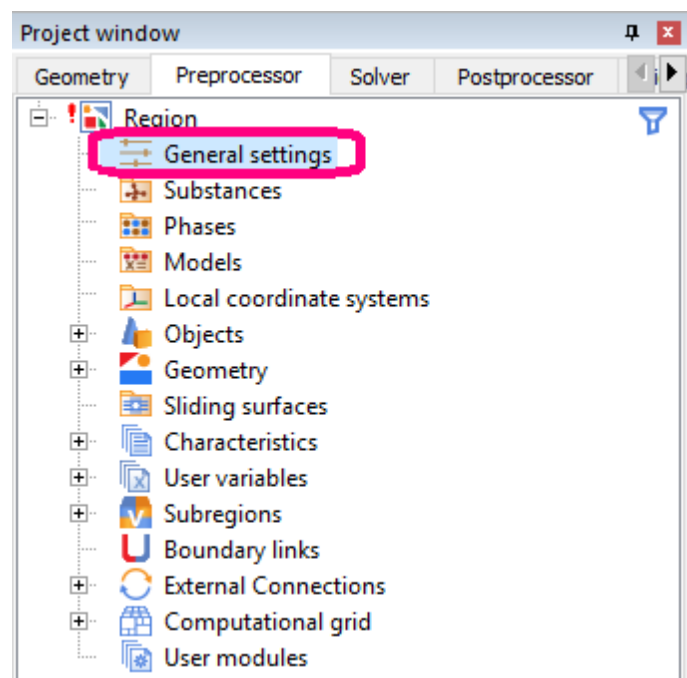 Project window
Geometry Preprocessor Solver Postprocessor
Region
General settings
Substances
Phases
Models
Local coordinate systems
Objects
Geometry
Sliding surfaces
Characteristics
User variables
Subregions
Boundary links
External Connections
Computational grid
User modules